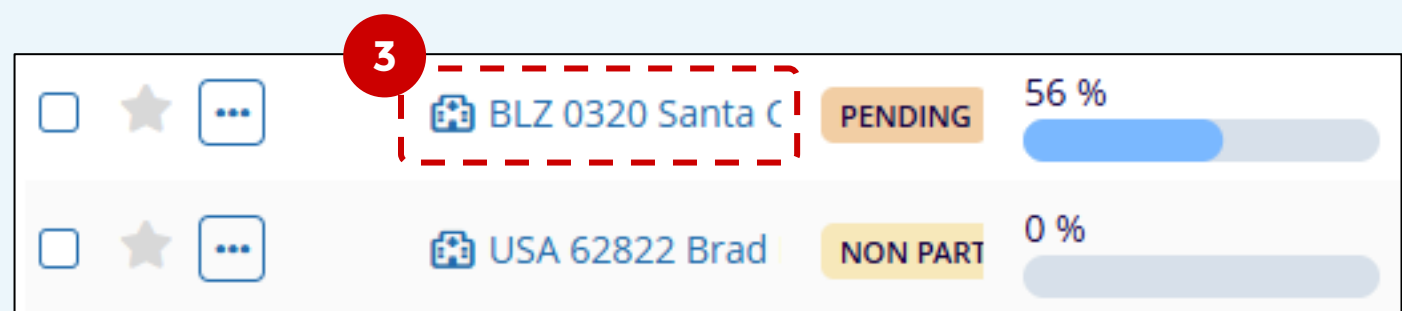 3
••• BLZ 0320 Santa C PENDING 56 %
••• USA 62822 Brad NON PART 0 %